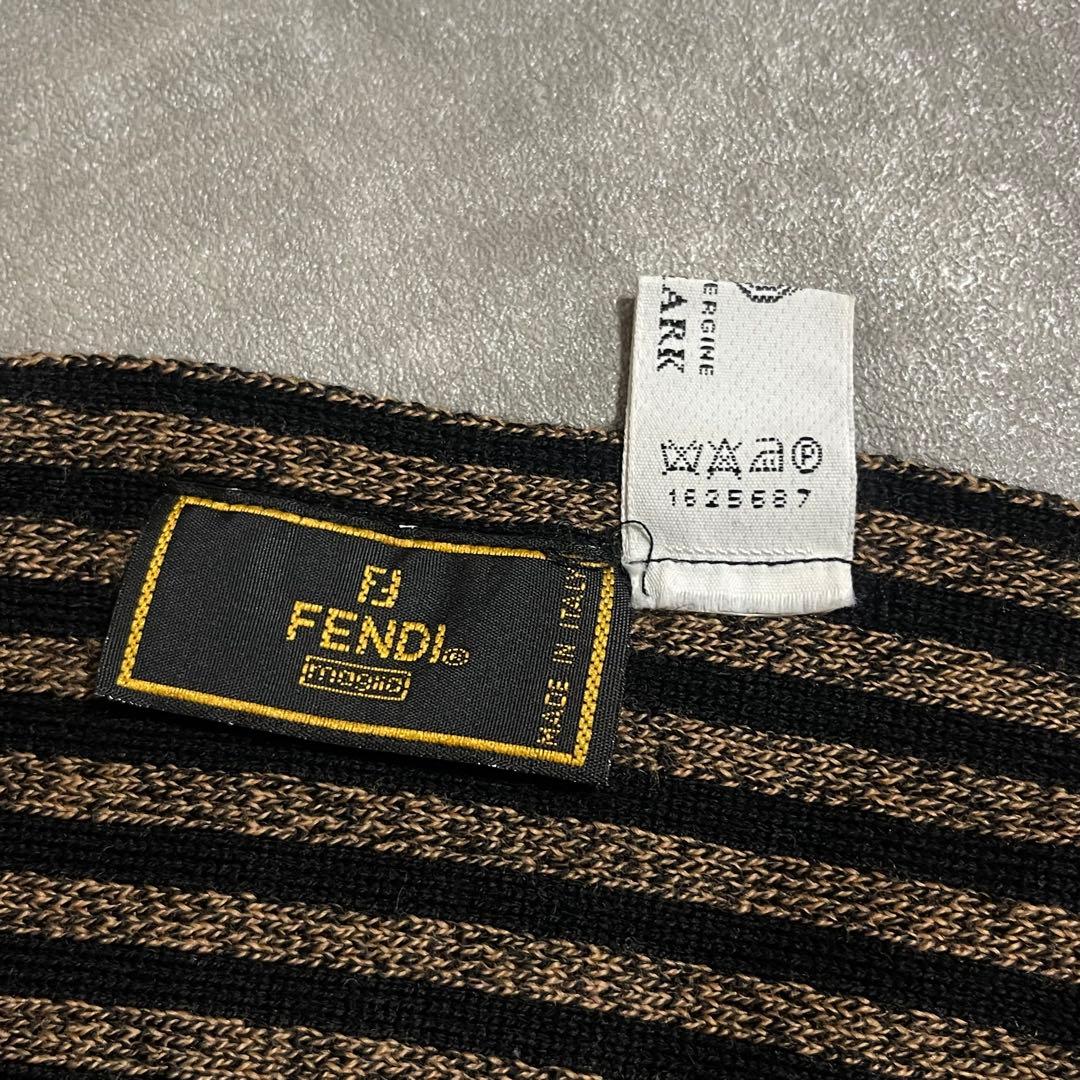 FENDI®
maglia
MADE IN ITALY
ERGINE
ARK
1625687